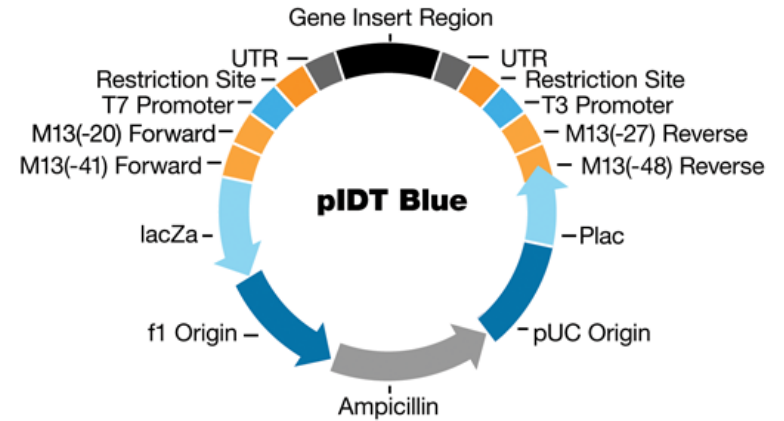 Gene Insert Region
UTR
UTR
Restriction Site
Restriction Site
T7 Promoter
T3 Promoter
M13(-20) Forward
M13(-27) Reverse
M13(-41) Forward
M13(-48) Reverse
pIDT Blue
lacZa
Plac
f1 Origin
pUC Origin
Ampicillin